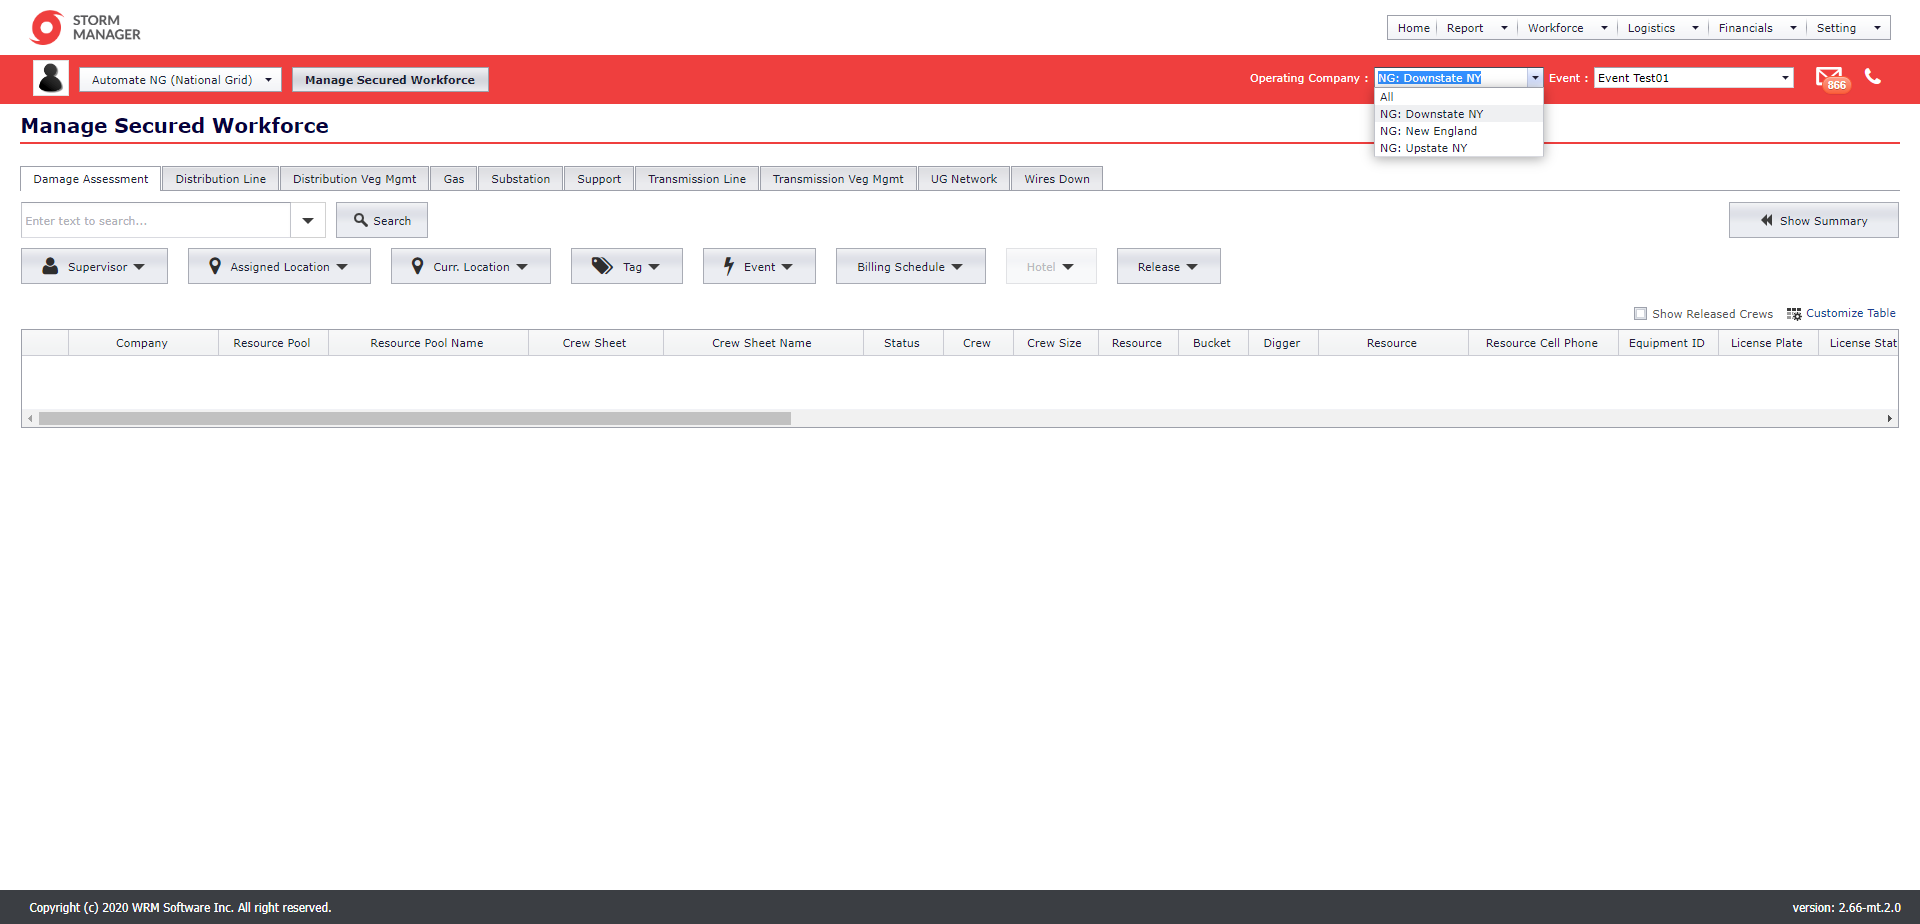 STORM
MANAGER
Home Report Workforce Logistics Financials Setting
Automate NG (National Grid) Manage Secured Workforce Operating Company : NG: Downstate NY Event : Event Test01 866
All
NG: Downstate NY
NG: New England
NG: Upstate NY
Manage Secured Workforce
Damage Assessment Distribution Line Distribution Veg Mgmt Gas Substation Support Transmission Line Transmission Veg Mgmt UG Network Wires Down
Enter text to search... Search Show Summary
Supervisor Assigned Location Curr. Location Tag Event Billing Schedule Hotel Release
Show Released Crews Customize Table
Company Resource Pool Resource Pool Name Crew Sheet Crew Sheet Name Status Crew Crew Size Resource Bucket Digger Resource Resource Cell Phone Equipment ID License Plate License Stat
Copyright (c) 2020 WRM Software Inc. All right reserved. version: 2.66-mt.2.0